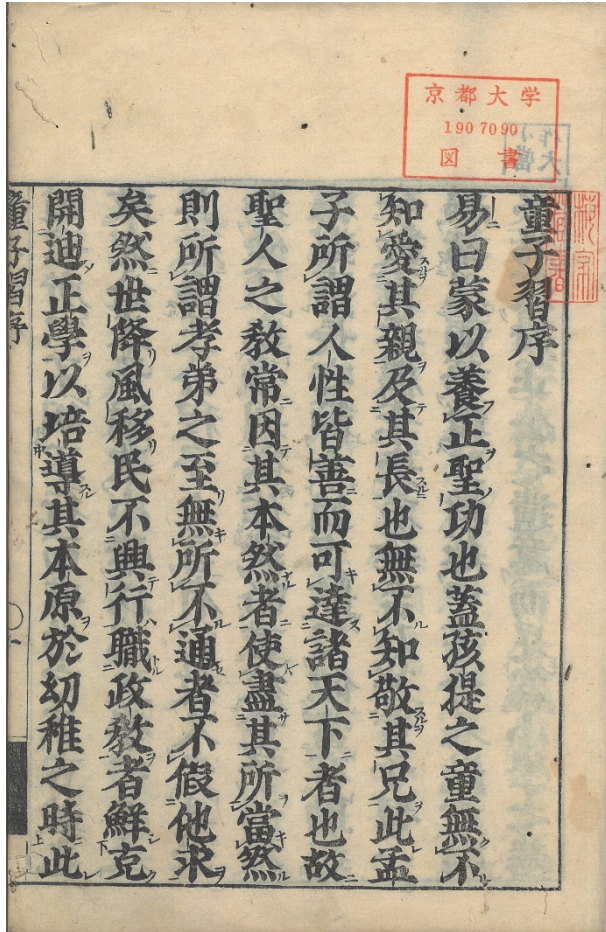 京都大学
1907090
図書
童子習序
易曰蒙以養正聖功也蓋孩提之童無不
知愛其親及其長也無不知敬其兄此孟
子所謂人性皆善而可達諸天下者也故
聖人之教常因其本然者使盡其所當然
則所謂孝弟之至無所不通者不假他求
矣然世降風移民不興行職政教者鮮克
開迪正學以培導其本原於幼稚之時此
童子習序